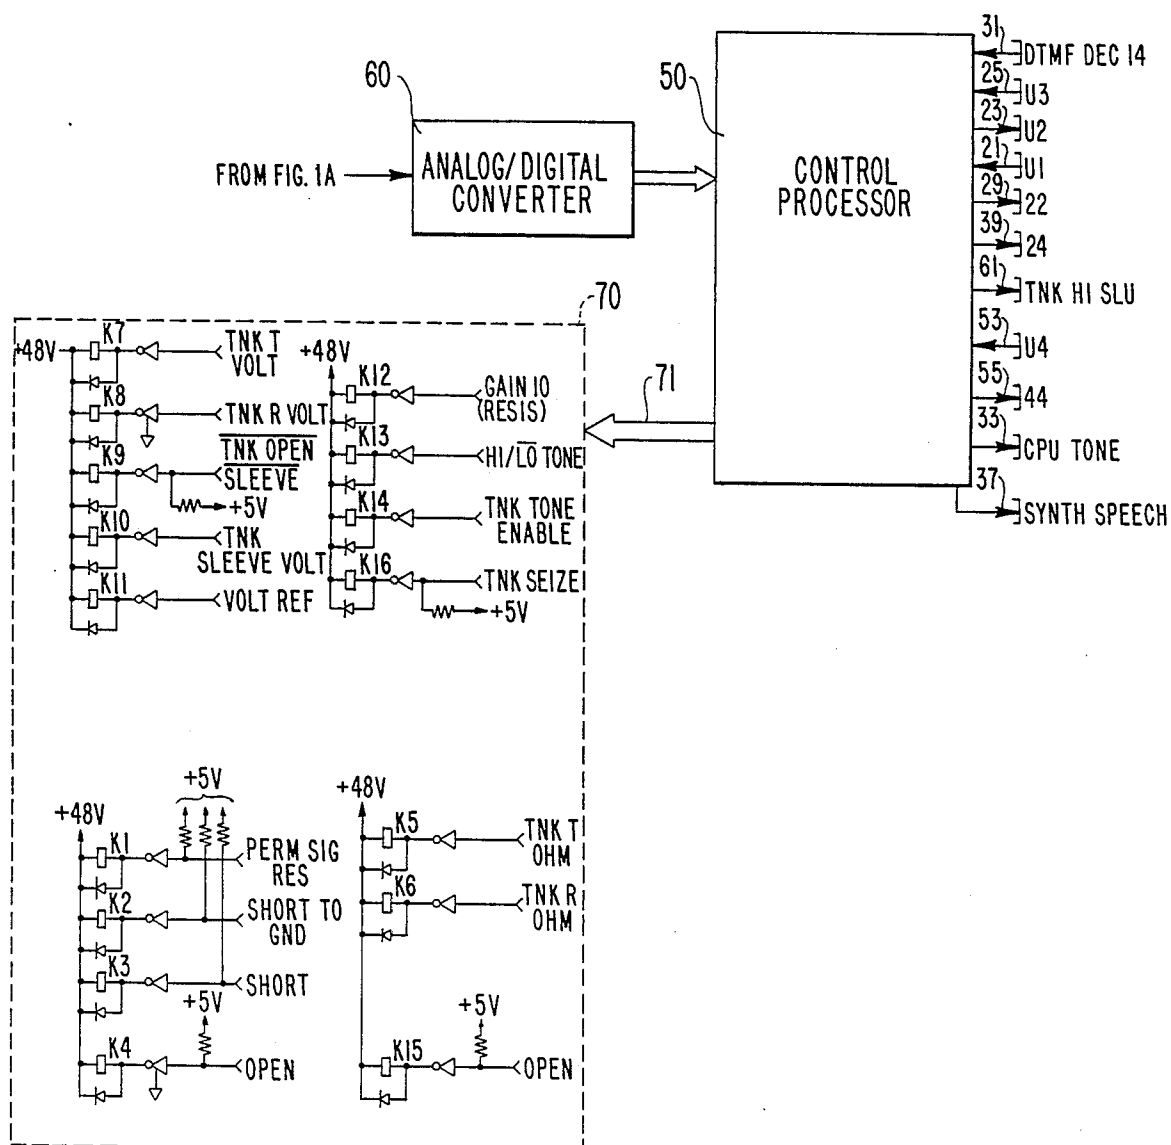 31
DTMF DEC 14
25
U3
23
U2
21
U1
29
22
39
24
61
TNK HI SLU
53
U4
55
44
33
CPU TONE
37
SYNTH SPEECH
50
CONTROL
PROCESSOR
60
ANALOG/DIGITAL
CONVERTER
FROM FIG. 1A
71
70
+48V
K7
TNK T
VOLT
K8
TNK R VOLT
K9
TNK OPEN
SLEEVE
+5V
K10
TNK
SLEEVE VOLT
K11
VOLT REF
+48V
K12
GAIN 10
(RESIS)
K13
HI/LO TONE
K14
TNK TONE
ENABLE
K16
TNK SEIZE
+5V
+5V
+48V
K1
PERM SIG
RES
K2
SHORT TO
GND
K3
SHORT
+5V
K4
OPEN
+48V
K5
TNK T
OHM
K6
TNK R
OHM
+5V
K15
OPEN